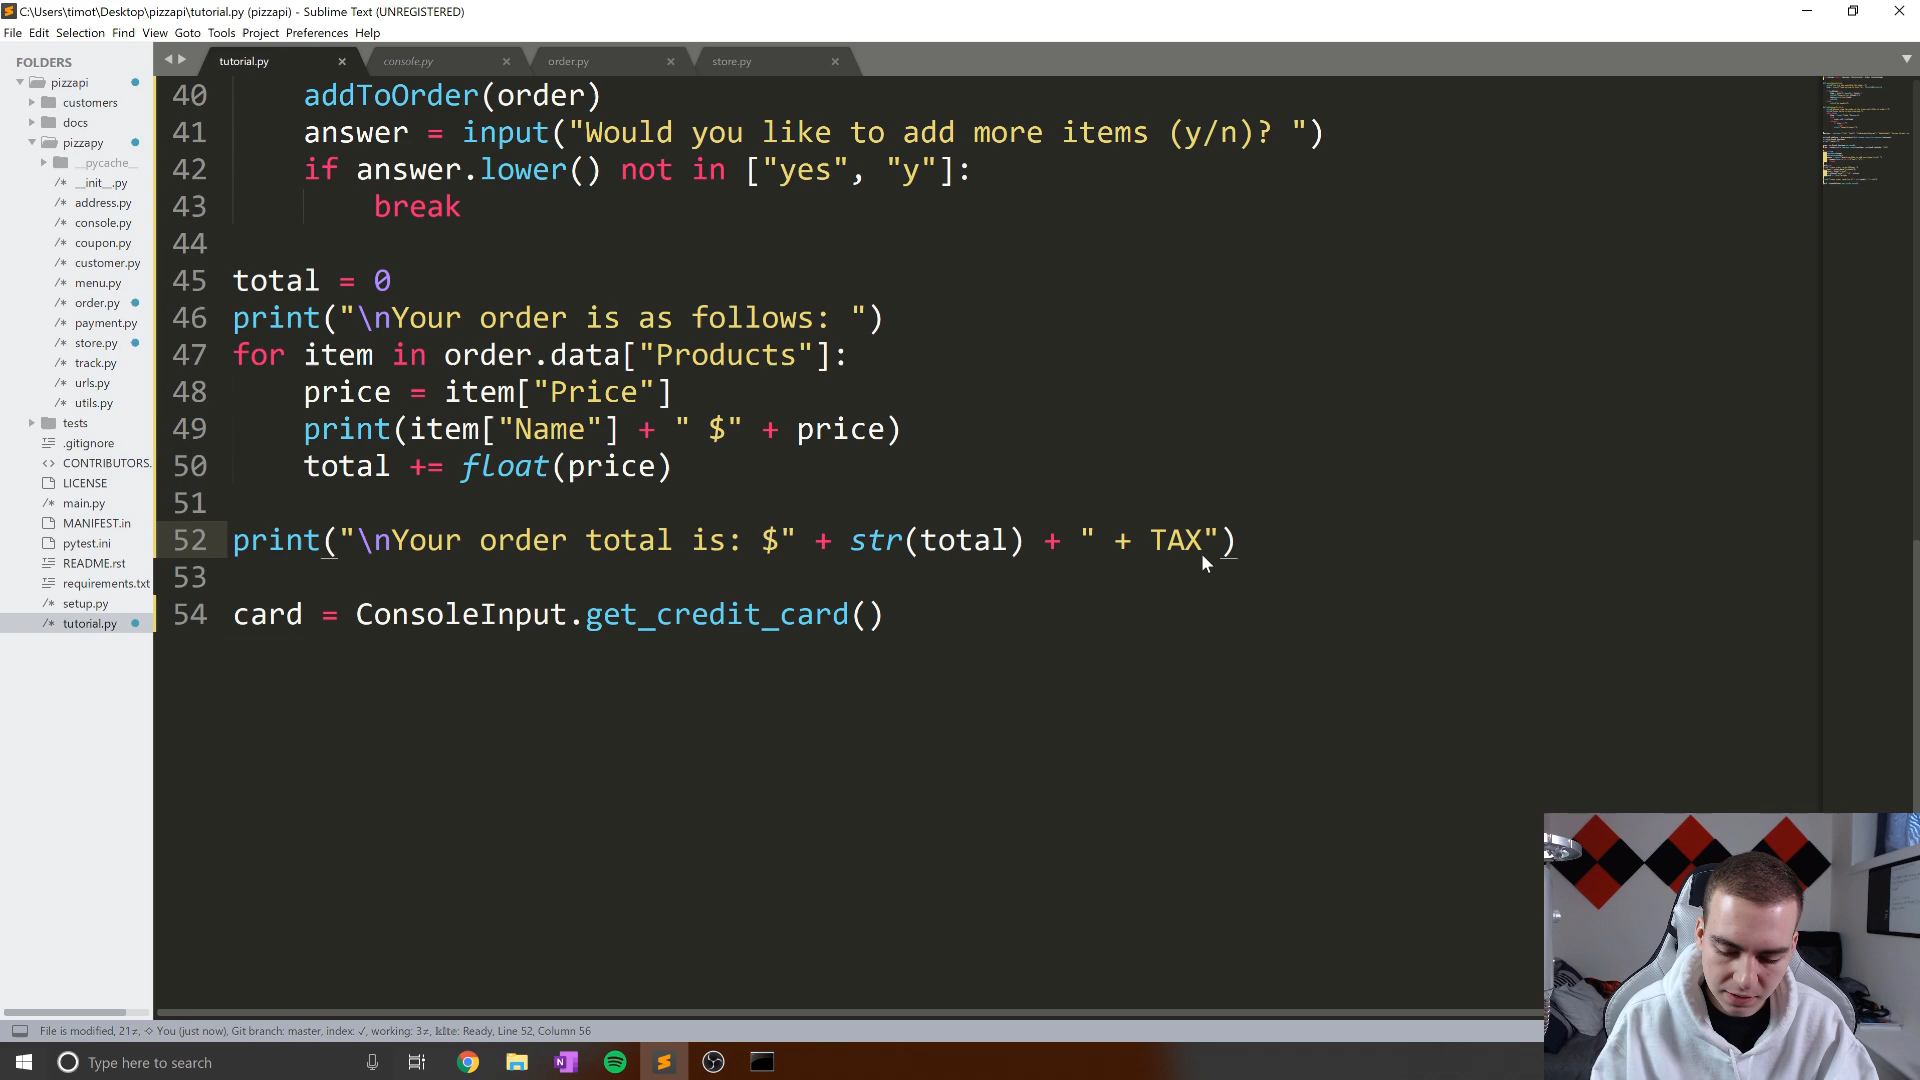 C:\Users\timot\Desktop\pizzapi\tutorial.py (pizzapi) - Sublime Text (UNREGISTERED)
File Edit Selection Find View Goto Tools Project Preferences Help
FOLDERS
pizzapi
customers
docs
pizzapy
__pycache__
__init__.py
address.py
console.py
coupon.py
customer.py
menu.py
order.py
payment.py
store.py
track.py
urls.py
utils.py
tests
.gitignore
CONTRIBUTORS.
LICENSE
main.py
MANIFEST.in
pytest.ini
README.rst
requirements.txt
setup.py
tutorial.py
tutorial.py console.py order.py store.py
40 addToOrder(order)
41 answer = input("Would you like to add more items (y/n)? ")
42 if answer.lower() not in ["yes", "y"]:
43 break
44
45 total = 0
46 print("\nYour order is as follows: ")
47 for item in order.data["Products"]:
48 price = item["Price"]
49 print(item["Name"] + " $" + price)
50 total += float(price)
51
52 print("\nYour order total is: $" + str(total) + " + TAX")
53
54 card = ConsoleInput.get_credit_card()
File is modified, 21≠, ⟐ You (just now), Git branch: master, index: ✓, working: 3≠, kite: Ready, Line 52, Column 56
Type here to search